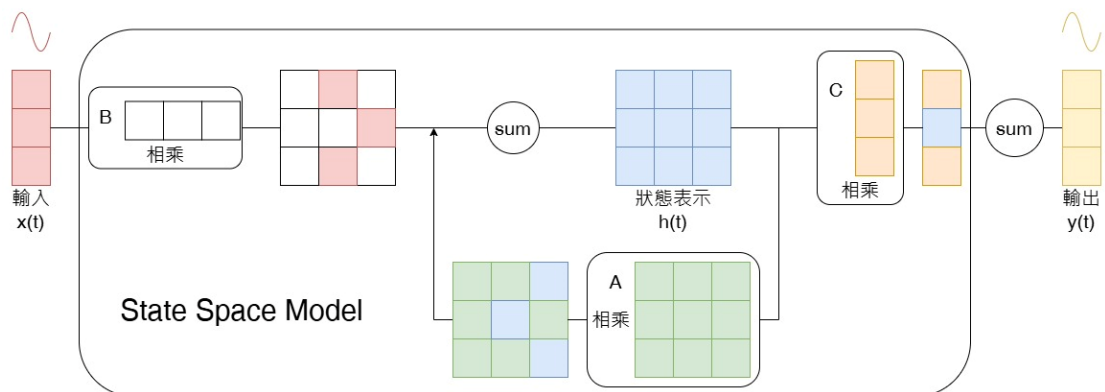 輸入
x(t)
B
相乘
sum
狀態表示
h(t)
C
相乘
sum
輸出
y(t)
A
相乘
State Space Model